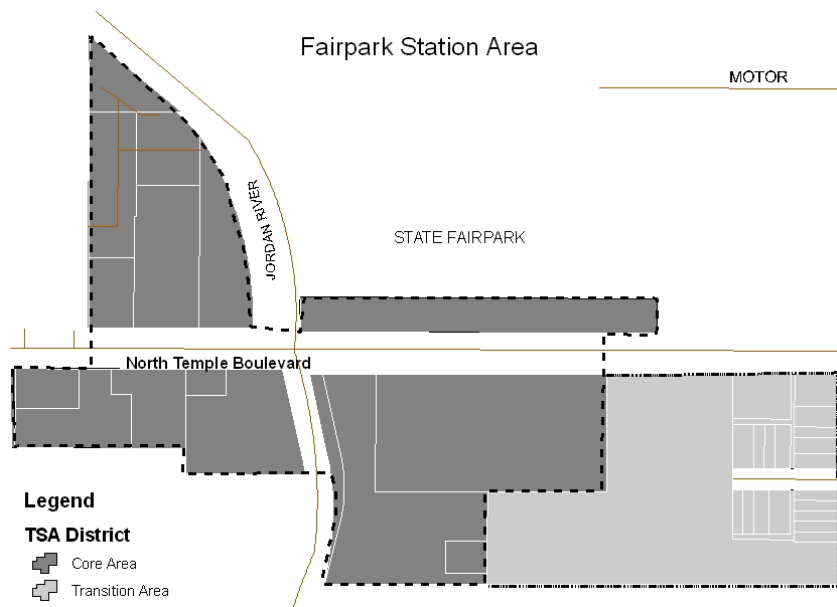 Fairpark Station Area
MOTOR
JORDAN RIVER
STATE FAIRPARK
North Temple Boulevard
Legend
TSA District
Core Area
Transition Area